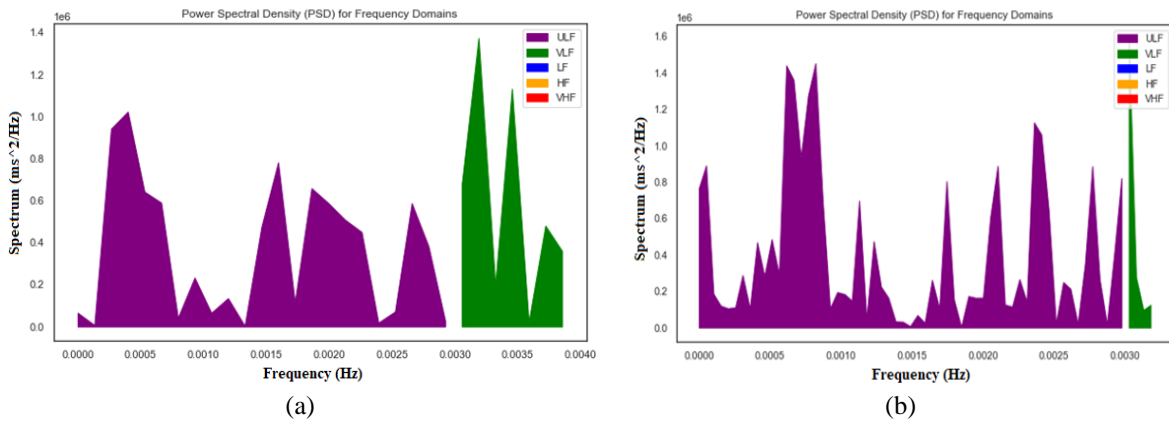 Power Spectral Density (PSD) for Frequency Domains
1e6
1.4
1.2
1.0
0.8
0.6
0.4
0.2
0.0
Spectrum (ms^2/Hz)
ULF
VLF
LF
HF
VHF
0.0000 0.0005 0.0010 0.0015 0.0020 0.0025 0.0030 0.0035 0.0040
Frequency (Hz)
(a)
Power Spectral Density (PSD) for Frequency Domains
1e6
1.6
1.4
1.2
1.0
0.8
0.6
0.4
0.2
0.0
Spectrum (ms^2/Hz)
ULF
VLF
LF
HF
VHF
0.0000 0.0005 0.0010 0.0015 0.0020 0.0025 0.0030
Frequency (Hz)
(b)